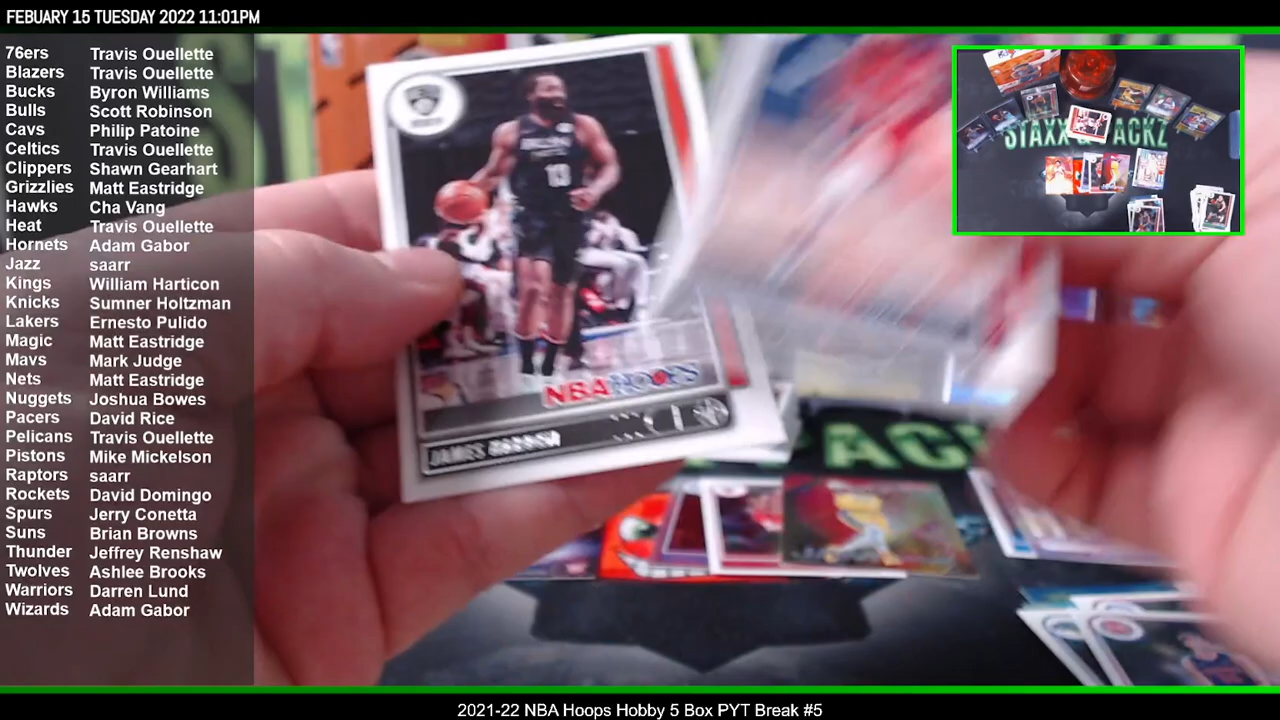 FEBUARY 15 TUESDAY 2022 11:01PM
76ers Travis Ouellette
Blazers Travis Ouellette
Bucks Byron Williams
Bulls Scott Robinson
Cavs Philip Patoine
Celtics Travis Ouellette
Clippers Shawn Gearhart
Grizzlies Matt Eastridge
Hawks Cha Vang
Heat Travis Ouellette
Hornets Adam Gabor
Jazz saarr
Kings William Harticon
Knicks Sumner Holtzman
Lakers Ernesto Pulido
Magic Matt Eastridge
Mavs Mark Judge
Nets Matt Eastridge
Nuggets Joshua Bowes
Pacers David Rice
Pelicans Travis Ouellette
Pistons Mike Mickelson
Raptors saarr
Rockets David Domingo
Spurs Jerry Conetta
Suns Brian Browns
Thunder Jeffrey Renshaw
Twolves Ashlee Brooks
Warriors Darren Lund
Wizards Adam Gabor
13
NBA HOOPS
JAMES HARDEN
STAXX PACKZ
ACK
2021-22 NBA Hoops Hobby 5 Box PYT Break #5